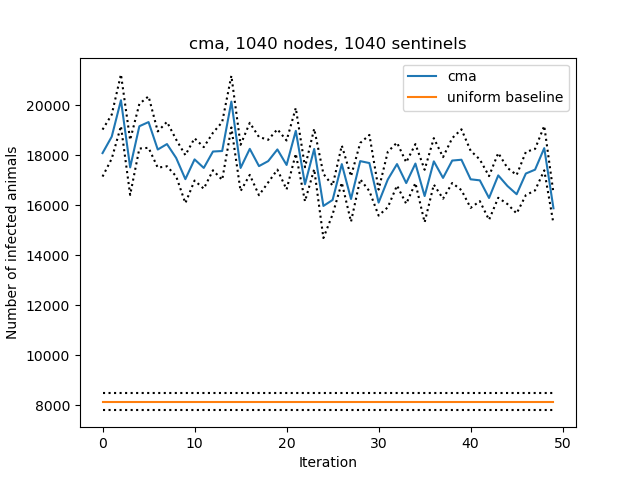 cma, 1040 nodes, 1040 sentinels
cma
uniform baseline
Number of infected animals
20000
18000
16000
14000
12000
10000
8000
0 10 20 30 40 50
Iteration